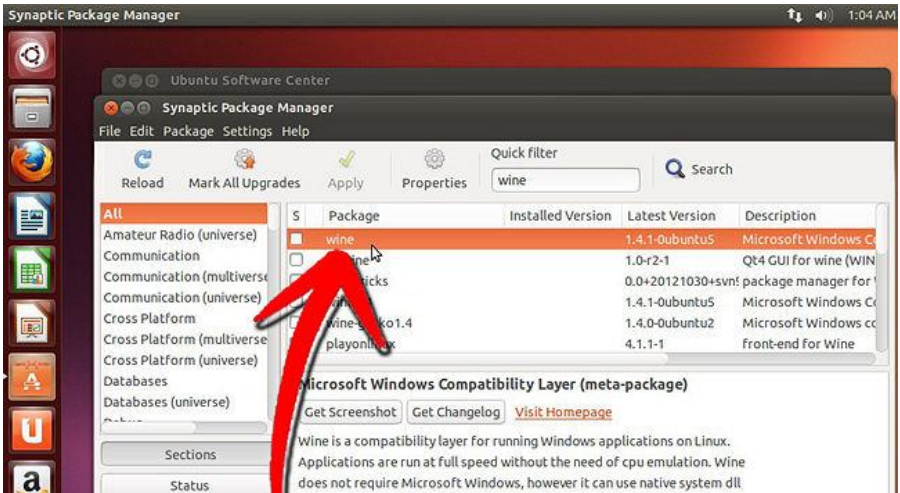 Synaptic Package Manager
1:04 AM
Ubuntu Software Center
Synaptic Package Manager
File Edit Package Settings Help
Reload Mark All Upgrades Apply Properties
Quick filter
wine
Search
All
Amateur Radio (universe)
Communication
Communication (multiverse
Communication (universe)
Cross Platform
Cross Platform (multiverse
Cross Platform (universe)
Databases
Databases (universe)
Sections
Status
S Package Installed Version Latest Version Description
wine 1.4.1-0ubuntu5 Microsoft Windows Co
1.0-r2-1 Qt4 GUI for wine (WIN
0.0+20121030+svn package manager for
1.4.1-0ubuntu5 Microsoft Windows Co
1.4.0-0ubuntu2 Microsoft Windows co
4.1.1-1 front-end for Wine
Microsoft Windows Compatibility Layer (meta-package)
Get Screenshot Get Changelog Visit Homepage
Wine is a compatibility layer for running Windows applications on Linux.
Applications are run at full speed without the need of cpu emulation. Wine
does not require Microsoft Windows, however it can use native system dll